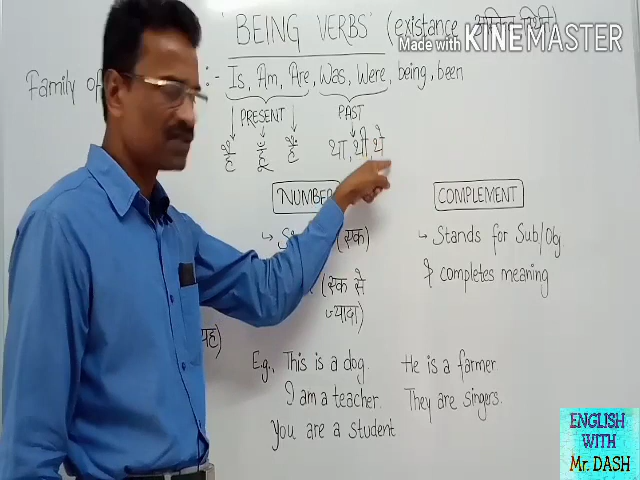 'BEING VERBS' (existance
Made with KINEMASTER
Family of :- Is, Am, Are, Was, Were, being, been
PRESENT PAST
है हूँ हैं था, थी थे
NUMBER COMPLEMENT
(एक) → Stands for Sub/Obj
(एक से & completes meaning
ज्यादा)
Eg., This is a dog. He is a farmer
I am a teacher. They are singers.
You are a student
ENGLISH
WITH
Mr. DASH